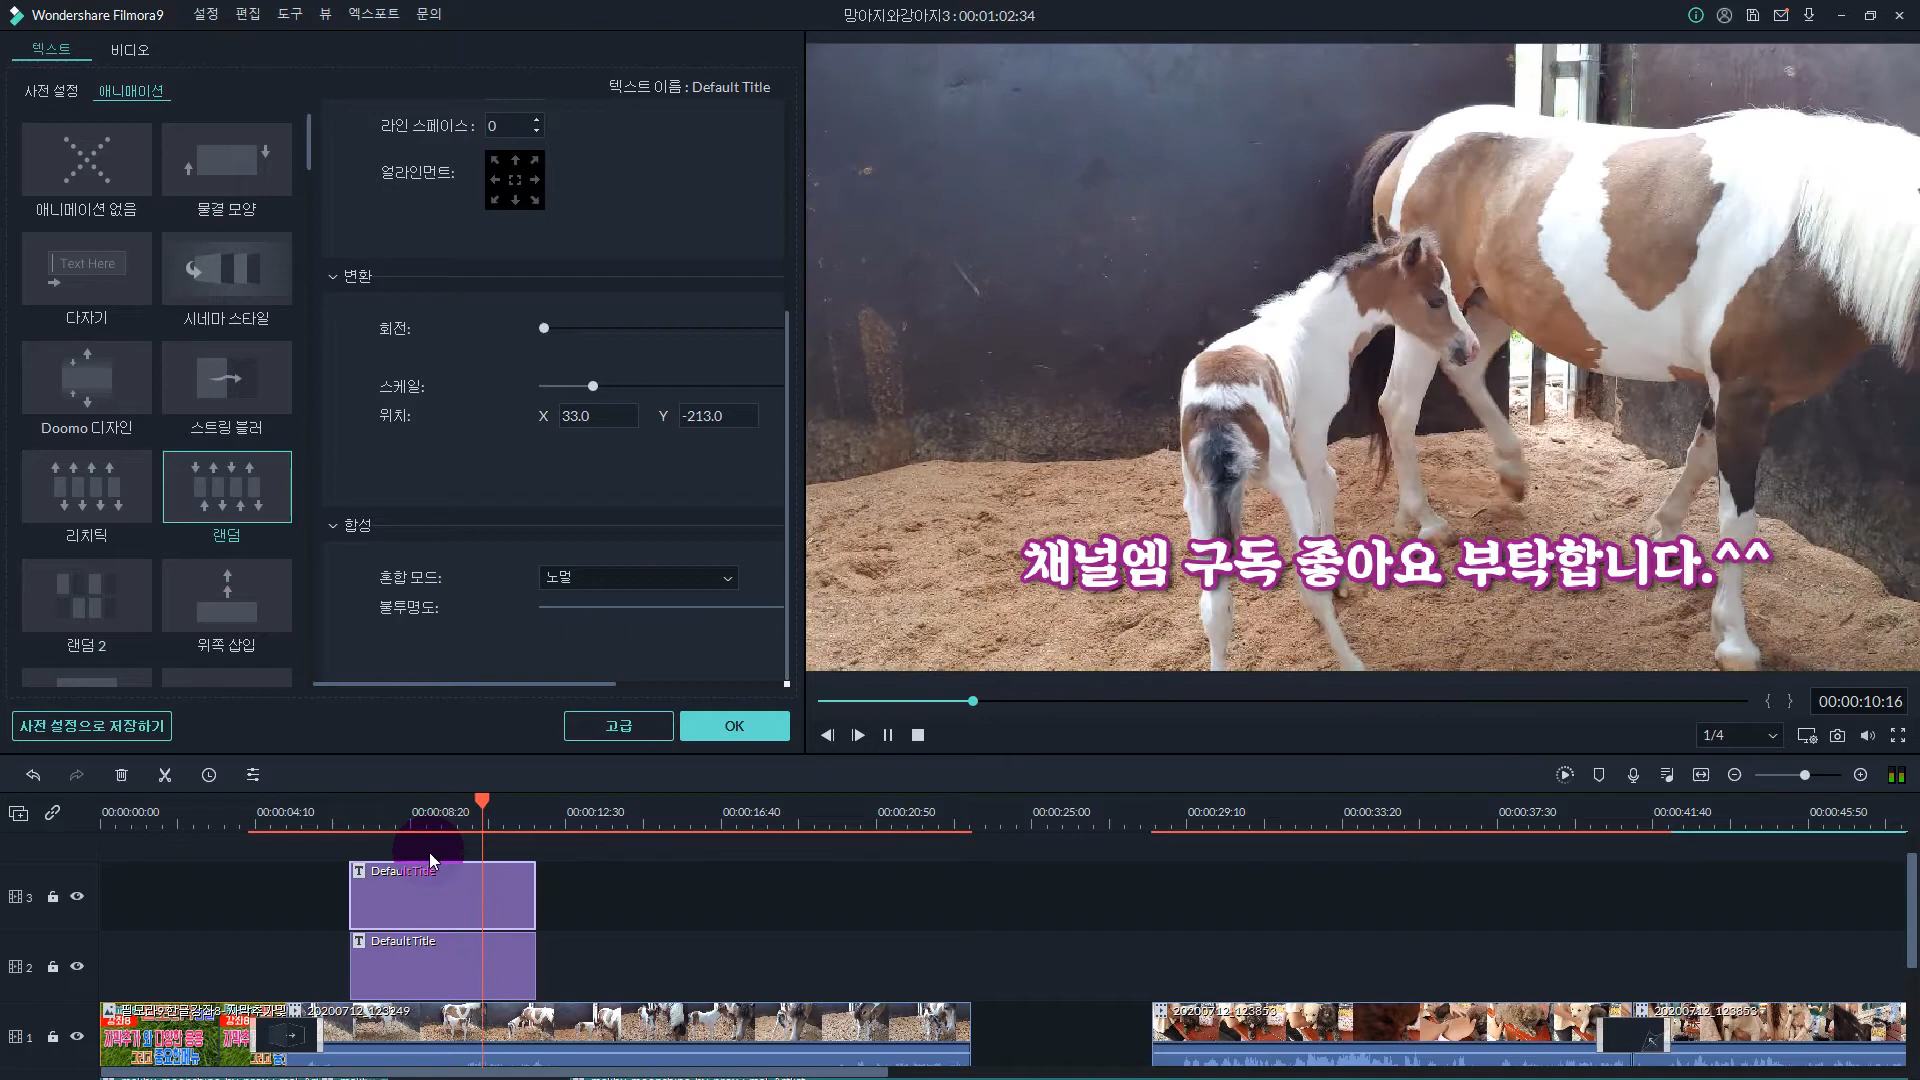 Wondershare Filmora9 설정 편집 도구 뷰 엑스포트 문의 망아지와강아지3 : 00:01:02:34
텍스트 비디오
사전 설정 애니매이션 텍스트 이름 : Default Title
라인 스페이스 : 0
얼라인먼트:
애니메이션 없음 물결 모양
변환
Text Here
다자기 시네마 스타일
회전:
스케일:
위치: X 33.0 Y -213.0
Doomo 디자인 스트링 블러
리치틱 랜덤
합성
혼합 모드: 노멀
불투명도:
랜덤 2 위쪽 삽입
채널엠 구독 좋아요 부탁합니다.^^
사전 설정으로 저장하기 고급 OK
{ } 00:00:10:16
1/4
00:00:00:00 00:00:04:10 00:00:08:20 00:00:12:30 00:00:16:40 00:00:20:50 00:00:25:00 00:00:29:10 00:00:33:20 00:00:37:30 00:00:41:40 00:00:45:50
T Default Title
3
T Default Title
2
20200712_123249 20200712_123853 20200712_123853
1